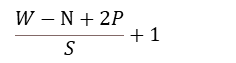 (W − N + 2P)/S + 1